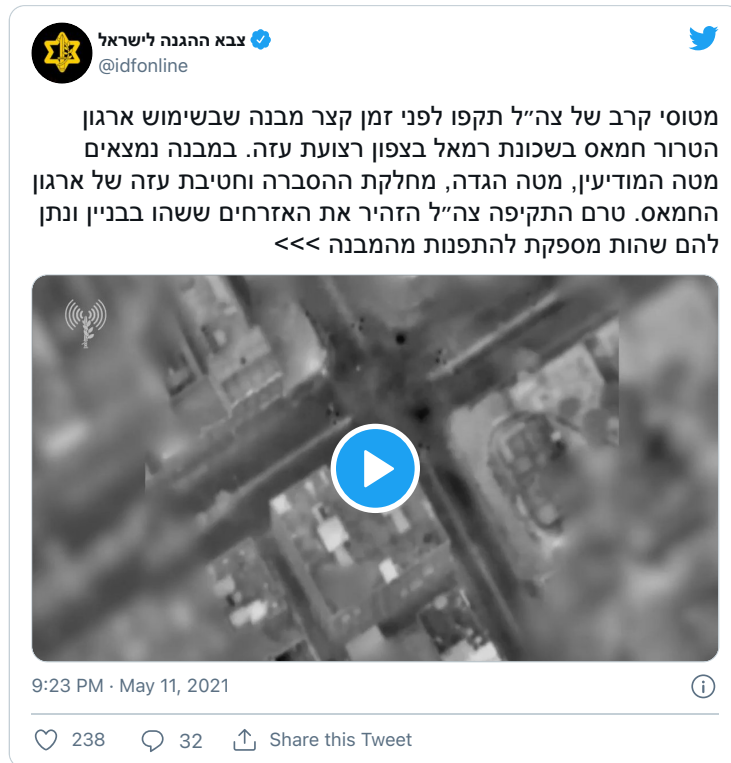 צבא ההגנה לישראל
@idfonline
מטוסי קרב של צה״ל תקפו לפני זמן קצר מבנה שבשימוש ארגון
הטרור חמאס בשכונת רמאל בצפון רצועת עזה. במבנה נמצאים
מטה המודיעין, מטה הגדה, מחלקת ההסברה וחטיבת עזה של ארגון
החמאס. טרם התקיפה צה״ל הזהיר את האזרחים ששהו בבניין ונתן
להם שהות מספקת להתפנות מהמבנה >>>
9:23 PM · May 11, 2021
238 32 Share this Tweet